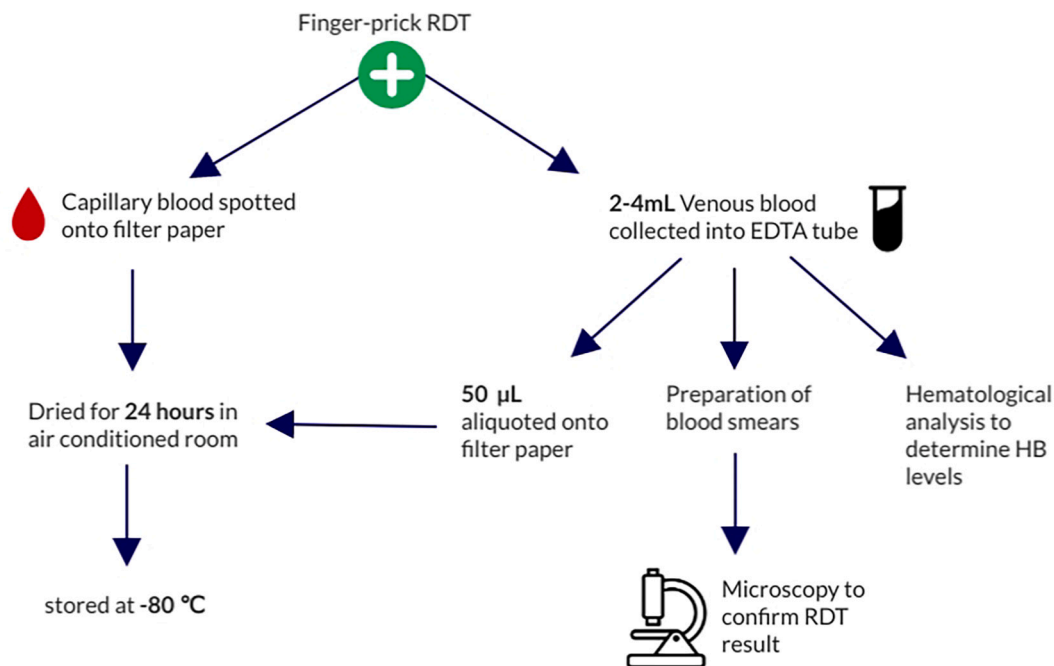 Finger-prick RDT
Capillary blood spotted
onto filter paper
2-4mL Venous blood
collected into EDTA tube
Dried for 24 hours in
air conditioned room
50 µL
aliquoted onto
filter paper
Preparation of
blood smears
Hematological
analysis to
determine HB
levels
stored at -80 °C
Microscopy to
confirm RDT
result